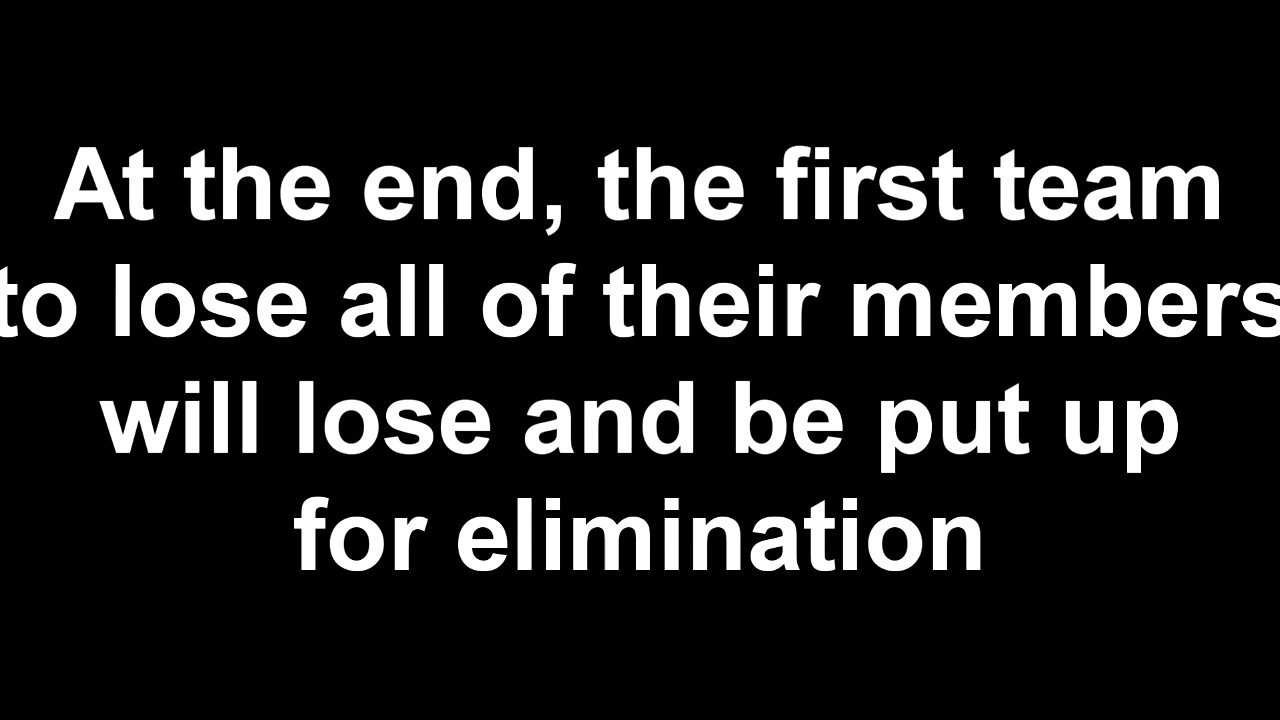 At the end, the first team
to lose all of their members
will lose and be put up
for elimination